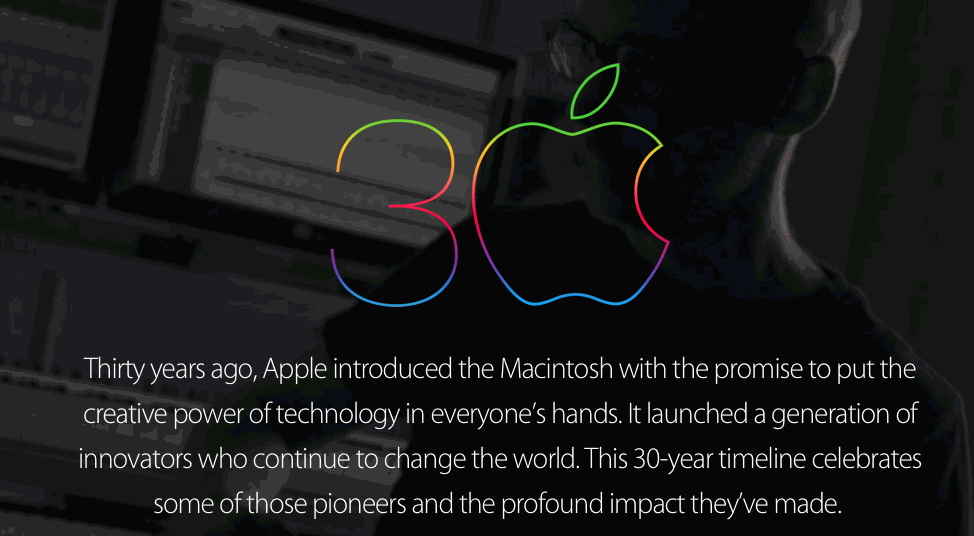 30
Thirty years ago, Apple introduced the Macintosh with the promise to put the
creative power of technology in everyone’s hands. It launched a generation of
innovators who continue to change the world. This 30-year timeline celebrates
some of those pioneers and the profound impact they’ve made.